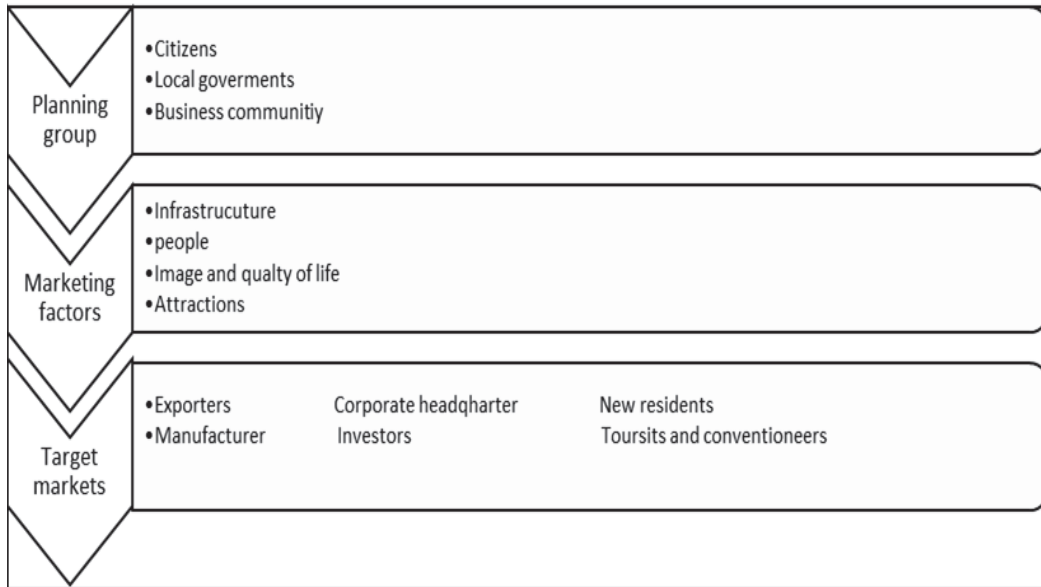 Planning
group
•Citizens
•Local goverments
•Business communitiy
Marketing
factors
•Infrastrucuture
•people
•Image and qualty of life
•Attractions
Target
markets
•Exporters Corporate headqharter New residents
•Manufacturer Investors Toursits and conventioneers